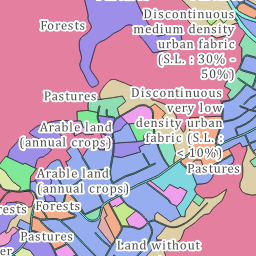 Forests
Discontinuous
medium density
urban fabric
(S.L. : 30% -
50%)
Pastures
Discontinuous
very low
density urban
fabric (S.L. :
< 10%)
Arable land
(annual crops)
Pastures
Arable land
(annual crops)
Forests
Pastures
Land without